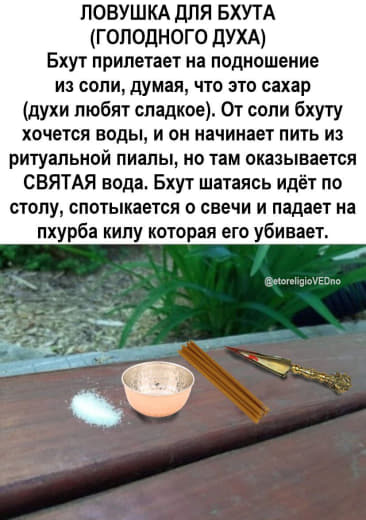 ЛОВУШКА ДЛЯ БХУТА
(ГОЛОДНОГО ДУХА)
Бхут прилетает на подношение
из соли, думая, что это сахар
(духи любят сладкое). От соли бхуту
хочется воды, и он начинает пить из
ритуальной пиалы, но там оказывается
СВЯТАЯ вода. Бхут шатаясь идёт по
столу, спотыкается о свечи и падает на
пхурба килу которая его убивает.
@etoreligioVEDno